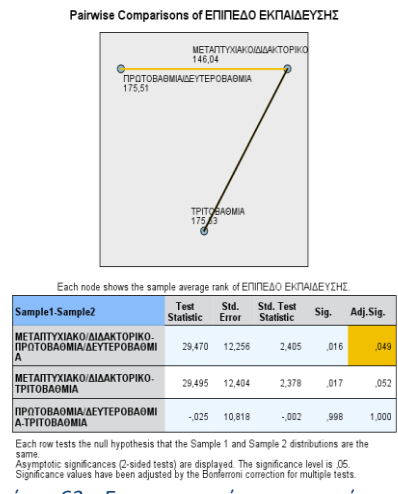 Pairwise Comparisons of ΕΠΙΠΕΔΟ ΕΚΠΑΙΔΕΥΣΗΣ
ΜΕΤΑΠΤΥΧΙΑΚΟ/ΔΙΔΑΚΤΟΡΙΚΟ
146,04
ΠΡΩΤΟΒΑΘΜΙΑ/ΔΕΥΤΕΡΟΒΑΘΜΙΑ
175,51
ΤΡΙΤΟΒΑΘΜΙΑ
175,53
Each node shows the sample average rank of ΕΠΙΠΕΔΟ ΕΚΠΑΙΔΕΥΣΗΣ.
Sample1-Sample2 Test Statistic Std. Error Std. Test Statistic Sig. Adj.Sig.
ΜΕΤΑΠΤΥΧΙΑΚΟ/ΔΙΔΑΚΤΟΡΙΚΟ-
ΠΡΩΤΟΒΑΘΜΙΑ/ΔΕΥΤΕΡΟΒΑΘΜΙ
Α
29,470 12,256 2,405 ,016 ,049
ΜΕΤΑΠΤΥΧΙΑΚΟ/ΔΙΔΑΚΤΟΡΙΚΟ-
ΤΡΙΤΟΒΑΘΜΙΑ
29,495 12,404 2,378 ,017 ,052
ΠΡΩΤΟΒΑΘΜΙΑ/ΔΕΥΤΕΡΟΒΑΘΜΙ
Α-ΤΡΙΤΟΒΑΘΜΙΑ
-,025 10,818 -,002 ,998 1,000
Each row tests the null hypothesis that the Sample 1 and Sample 2 distributions are the
same.
Asymptotic significances (2-sided tests) are displayed. The significance level is ,05.
Significance values have been adjusted by the Bonferroni correction for multiple tests.